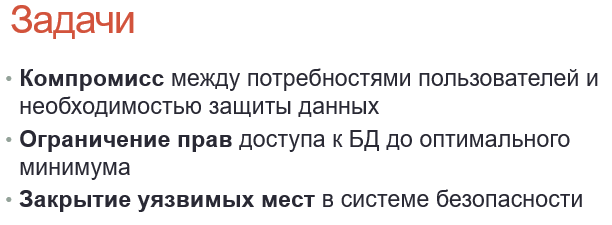 Задачи
• Компромисс между потребностями пользователей и
необходимостью защиты данных
• Ограничение прав доступа к БД до оптимального
минимума
• Закрытие уязвимых мест в системе безопасности